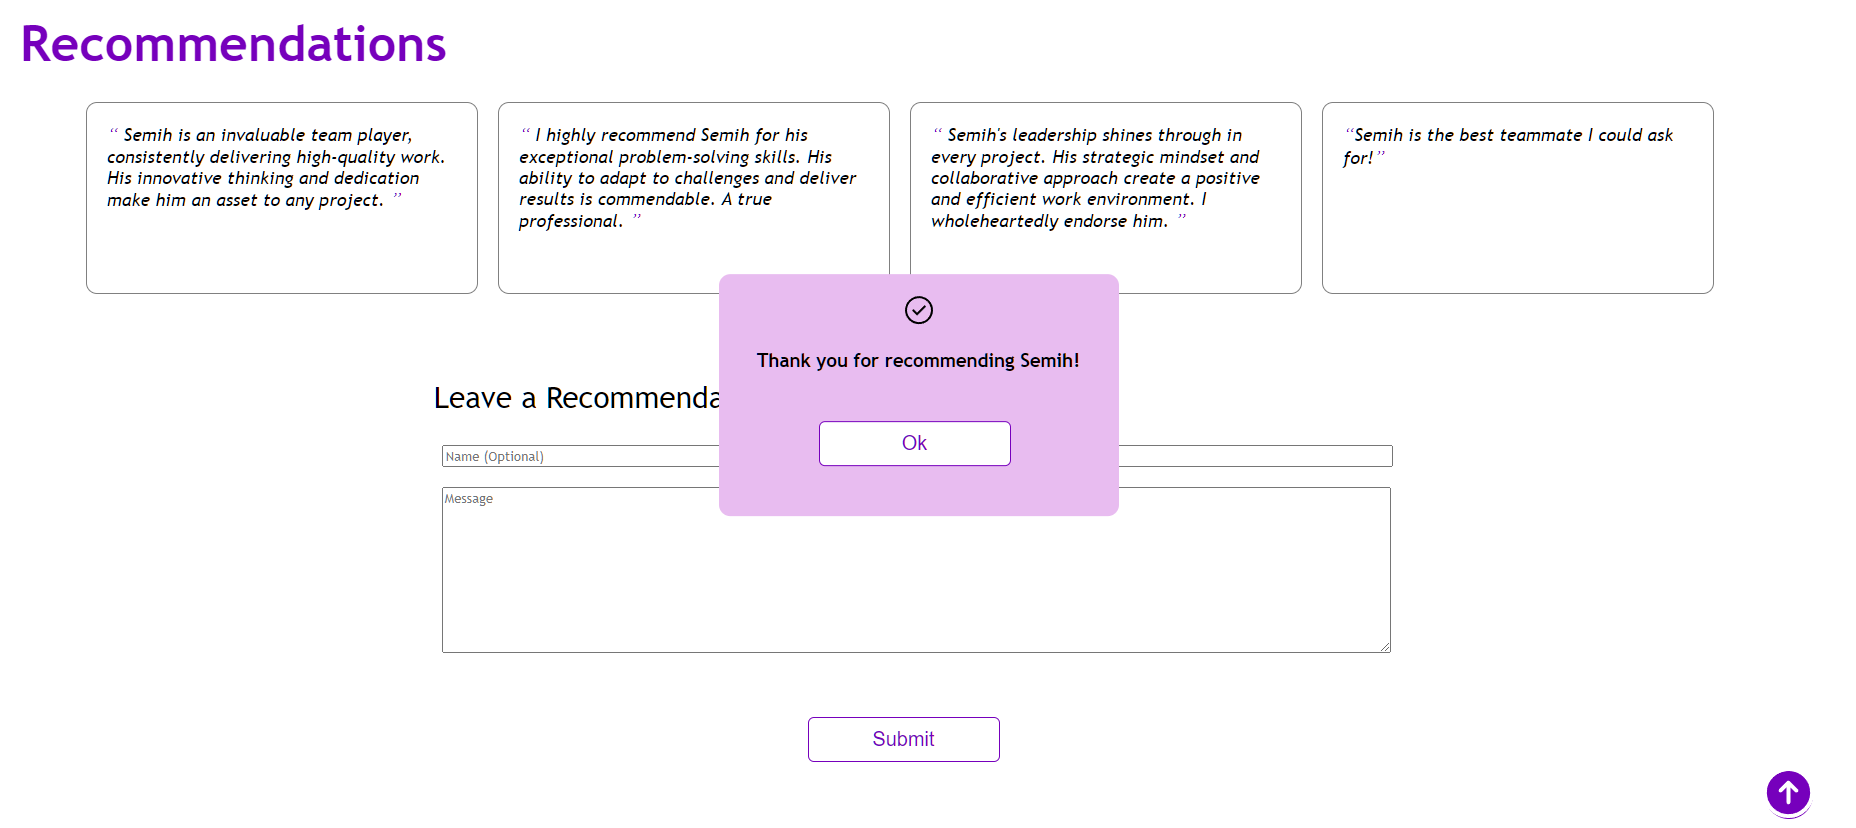 Recommendations
“ Semih is an invaluable team player,
consistently delivering high-quality work.
His innovative thinking and dedication
make him an asset to any project. ”
“ I highly recommend Semih for his
exceptional problem-solving skills. His
ability to adapt to challenges and deliver
results is commendable. A true
professional. ”
“ Semih's leadership shines through in
every project. His strategic mindset and
collaborative approach create a positive
and efficient work environment. I
wholeheartedly endorse him. ”
“Semih is the best teammate I could ask
for!”
Thank you for recommending Semih!
Ok
Leave a Recommenda
Name (Optional)
Message
Submit